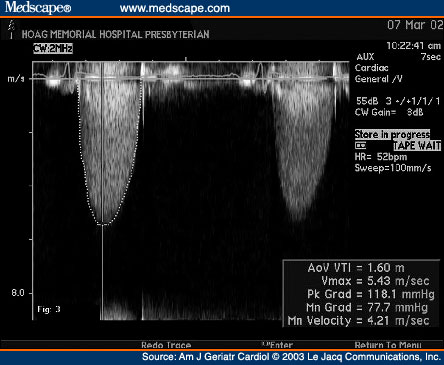 Medscape® www.medscape.com
07 Mar 02
HOAG MEMORIAL HOSPITAL PRESBYTERIAN
10:22:41 am
CW:2MHz
AUX 7sec
Cardiac
General /V
m/s
55dB 3 -/+1/1/1
CW Gain= 8dB
Store in progress
TAPE WAIT
HR= 52bpm
Sweep=100mm/s
AoV VTI = 1.60 m
Vmax = 5.43 m/sec
Pk Grad = 118.1 mmHg
Mn Grad = 77.7 mmHg
Mn Velocity = 4.21 m/sec
8.0
Fig: 3
Redo Trace °Enter Return To Menu
Source: Am J Geriatr Cardiol © 2003 Le Jacq Communications, Inc.